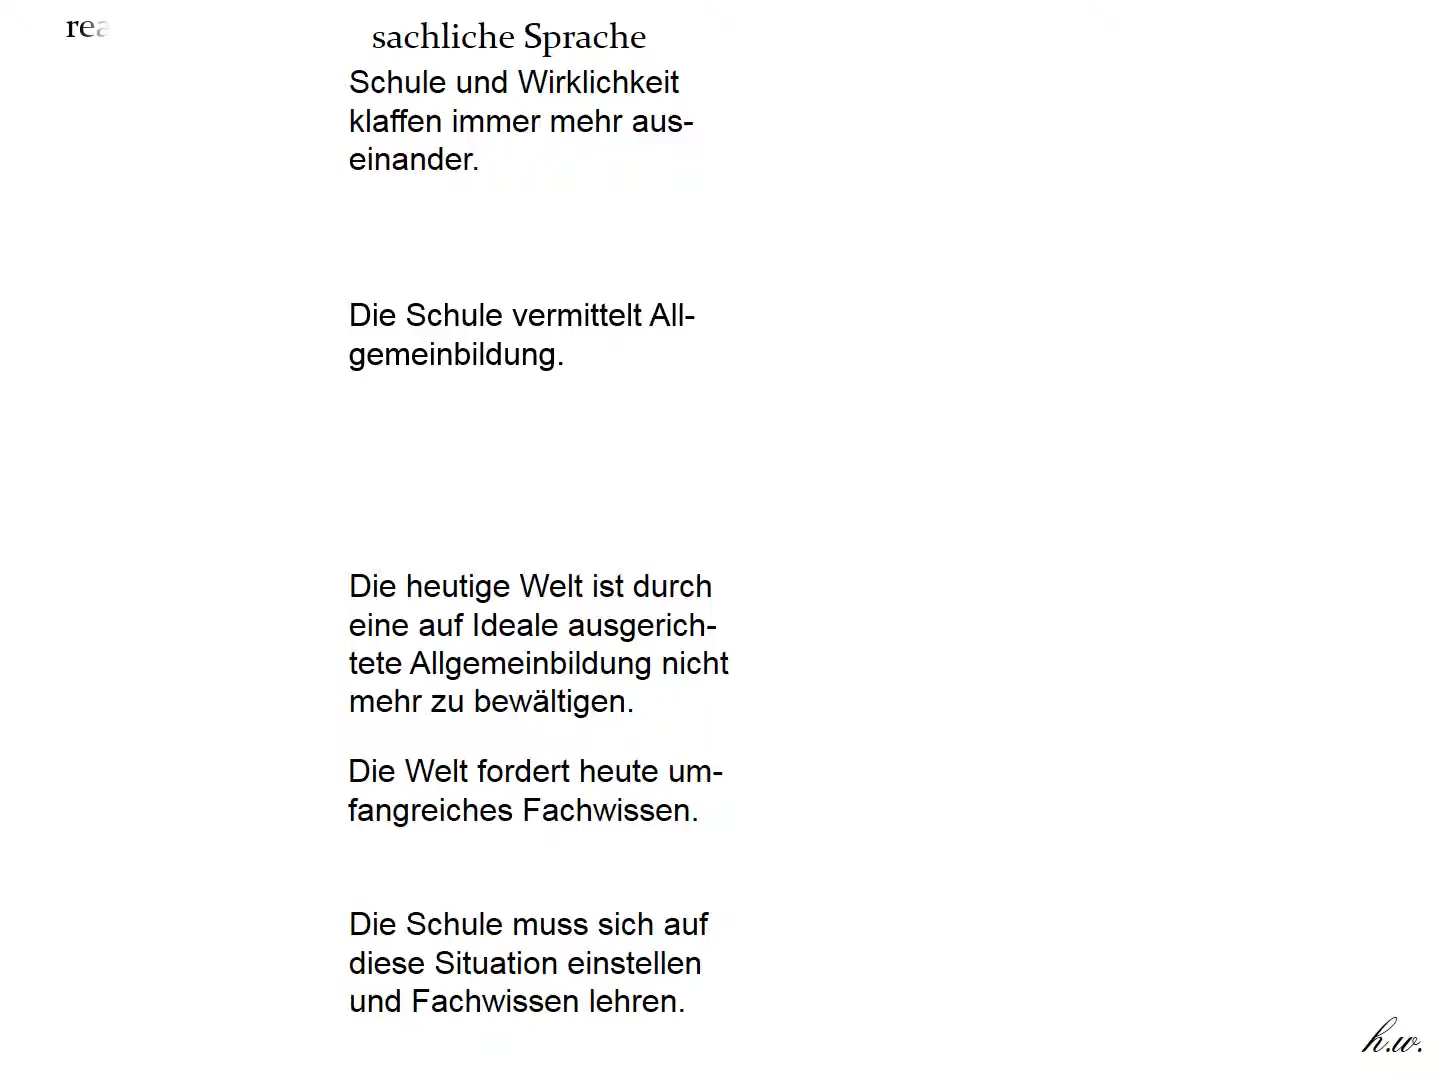 rea
sachliche Sprache
Schule und Wirklichkeit
klaffen immer mehr aus-
einander.
Die Schule vermittelt All-
gemeinbildung.
Die heutige Welt ist durch
eine auf Ideale ausgerich-
tete Allgemeinbildung nicht
mehr zu bewältigen.
Die Welt fordert heute um-
fangreiches Fachwissen.
Die Schule muss sich auf
diese Situation einstellen
und Fachwissen lehren.
h.w.